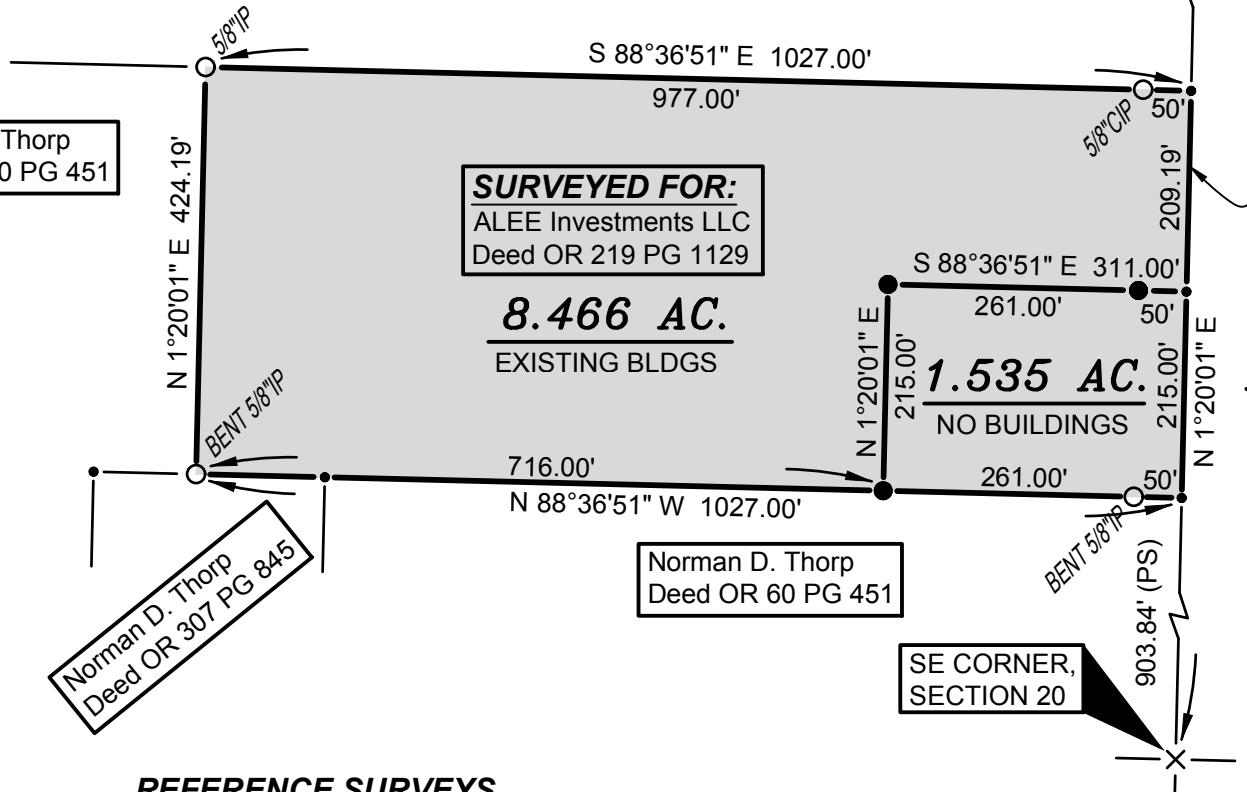 5/8"IP
S 88°36'51" E 1027.00'
977.00'
5/8"CIP
50'
Thorp
0 PG 451
N 1°20'01" E 424.19'
SURVEYED FOR:
ALEE Investments LLC
Deed OR 219 PG 1129
8.466 AC.
EXISTING BLDGS
209.19'
S 88°36'51" E 311.00'
261.00'
50'
N 1°20'01" E
215.00'
1.535 AC.
NO BUILDINGS
215.00'
N 1°20'01" E
BENT 5/8"IP
716.00'
N 88°36'51" W 1027.00'
261.00'
50'
BENT 5/8"IP
Norman D. Thorp
Deed OR 307 PG 845
Norman D. Thorp
Deed OR 60 PG 451
903.84' (PS)
SE CORNER,
SECTION 20
REFERENCE SURVEYS